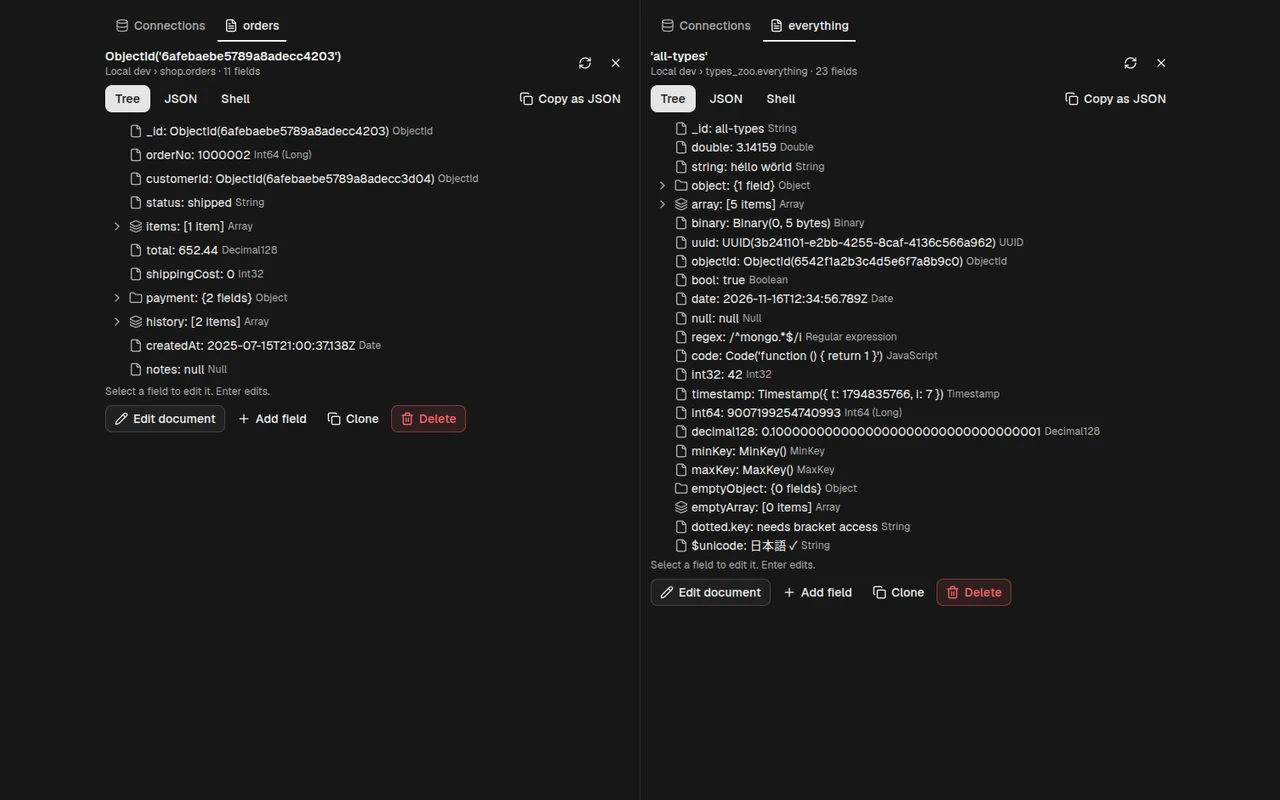 Connections orders
ObjectId('6afebaebe5789a8adecc4203')
Local dev › shop.orders · 11 fields
Tree JSON Shell Copy as JSON
_id: ObjectId(6afebaebe5789a8adecc4203) ObjectId
orderNo: 1000002 Int64 (Long)
customerId: ObjectId(6afebaebe5789a8adecc3d04) ObjectId
status: shipped String
items: [1 item] Array
total: 652.44 Decimal128
shippingCost: 0 Int32
payment: {2 fields} Object
history: [2 items] Array
createdAt: 2025-07-15T21:00:37.138Z Date
notes: null Null
Select a field to edit it. Enter edits.
Edit document Add field Clone Delete
Connections everything
'all-types'
Local dev › types_zoo.everything · 23 fields
Tree JSON Shell Copy as JSON
_id: all-types String
double: 3.14159 Double
string: héllo wörld String
object: {1 field} Object
array: [5 items] Array
binary: Binary(0, 5 bytes) Binary
uuid: UUID(3b241101-e2bb-4255-8caf-4136c566a962) UUID
objectId: ObjectId(6542f1a2b3c4d5e6f7a8b9c0) ObjectId
bool: true Boolean
date: 2026-11-16T12:34:56.789Z Date
null: null Null
regex: /^mongo.*$/i Regular expression
code: Code('function () { return 1 }') JavaScript
int32: 42 Int32
timestamp: Timestamp({ t: 1794835766, i: 7 }) Timestamp
int64: 9007199254740993 Int64 (Long)
decimal128: 0.1000000000000000000000000000000001 Decimal128
minKey: MinKey() MinKey
maxKey: MaxKey() MaxKey
emptyObject: {0 fields} Object
emptyArray: [0 items] Array
dotted.key: needs bracket access String
$unicode: 日本語 ✓ String
Select a field to edit it. Enter edits.
Edit document Add field Clone Delete